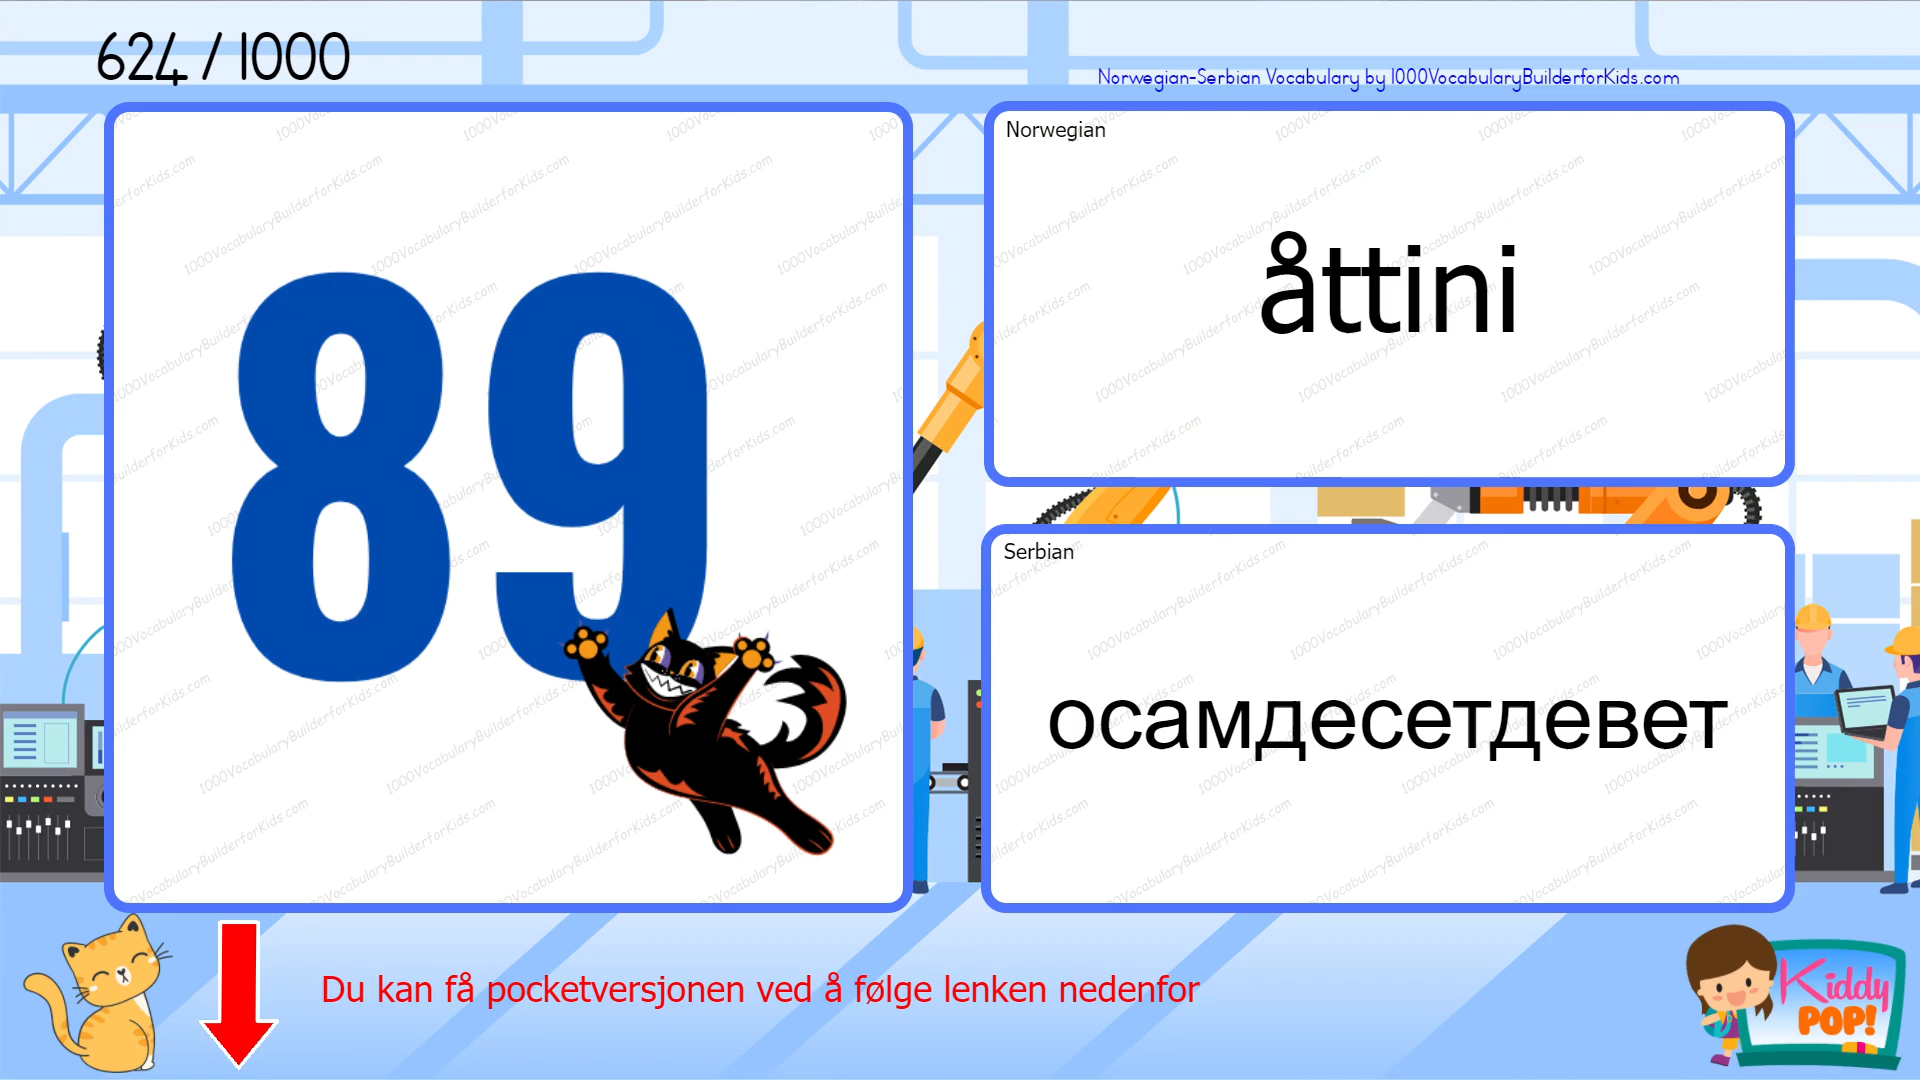 624 / 1000
Norwegian-Serbian Vocabulary by 1000VocabularyBuilderforKids.com
89
Norwegian
åttini
Serbian
осамдесетдевет
Du kan få pocketversjonen ved å følge lenken nedenfor
Kiddy
POP!